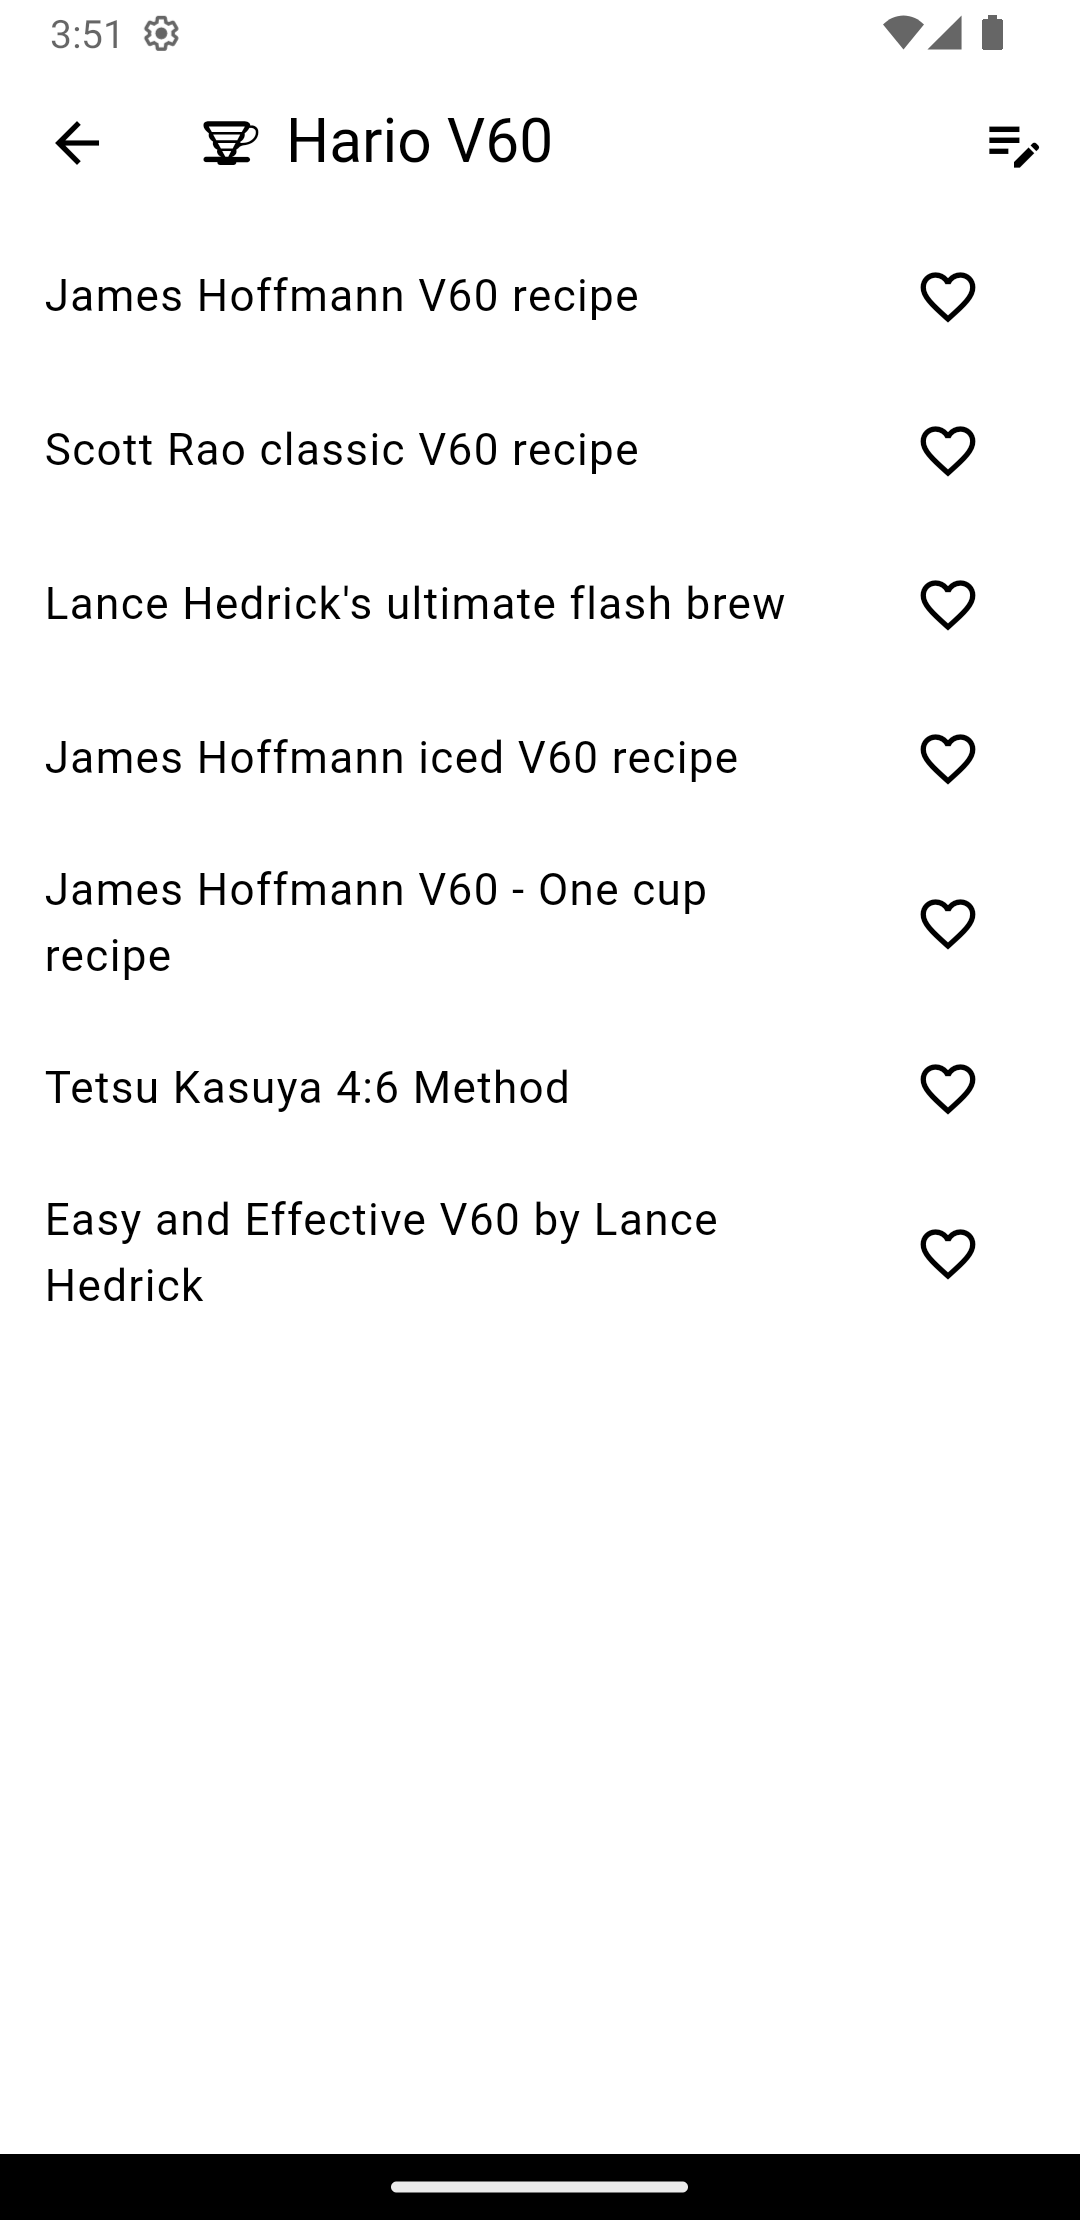 3:51
Hario V60
James Hoffmann V60 recipe
Scott Rao classic V60 recipe
Lance Hedrick's ultimate flash brew
James Hoffmann iced V60 recipe
James Hoffmann V60 - One cup
recipe
Tetsu Kasuya 4:6 Method
Easy and Effective V60 by Lance
Hedrick